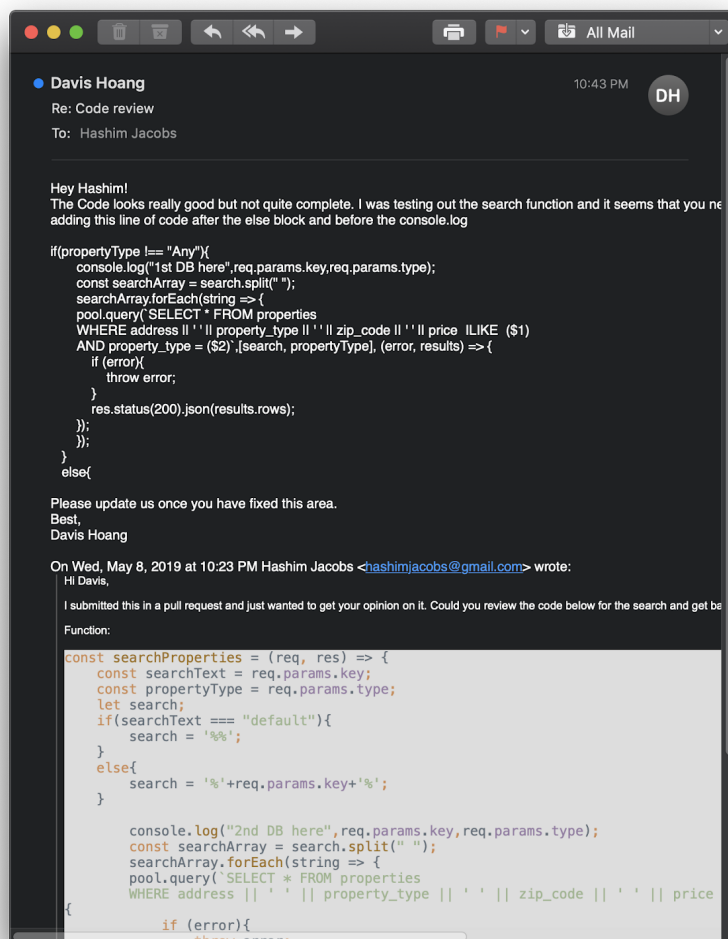 All Mail
Davis Hoang
10:43 PM
DH
Re: Code review
To: Hashim Jacobs
Hey Hashim!
The Code looks really good but not quite complete. I was testing out the search function and it seems that you ne
adding this line of code after the else block and before the console.log
if(propertyType !== "Any"){
console.log("1st DB here",req.params.key,req.params.type);
const searchArray = search.split(" ");
searchArray.forEach(string => {
pool.query(`SELECT * FROM properties
WHERE address || ' ' || property_type || ' ' || zip_code || ' ' || price  ILIKE  ($1)
AND property_type = ($2)`,[search, propertyType], (error, results) => {
if (error){
throw error;
}
res.status(200).json(results.rows);
});
});
}
else{
Please update us once you have fixed this area.
Best,
Davis Hoang
On Wed, May 8, 2019 at 10:23 PM Hashim Jacobs <hashimjacobs@gmail.com> wrote:
Hi Davis,
I submitted this in a pull request and just wanted to get your opinion on it. Could you review the code below for the search and get ba
Function:
const searchProperties = (req, res) => {
const searchText = req.params.key;
const propertyType = req.params.type;
let search;
if(searchText === "default"){
search = '%%';
}
else{
search = '%'+req.params.key+'%';
}
console.log("2nd DB here",req.params.key,req.params.type);
const searchArray = search.split(" ");
searchArray.forEach(string => {
pool.query(`SELECT * FROM properties
WHERE address || ' ' || property_type || ' ' || zip_code || ' ' || price
{
if (error){